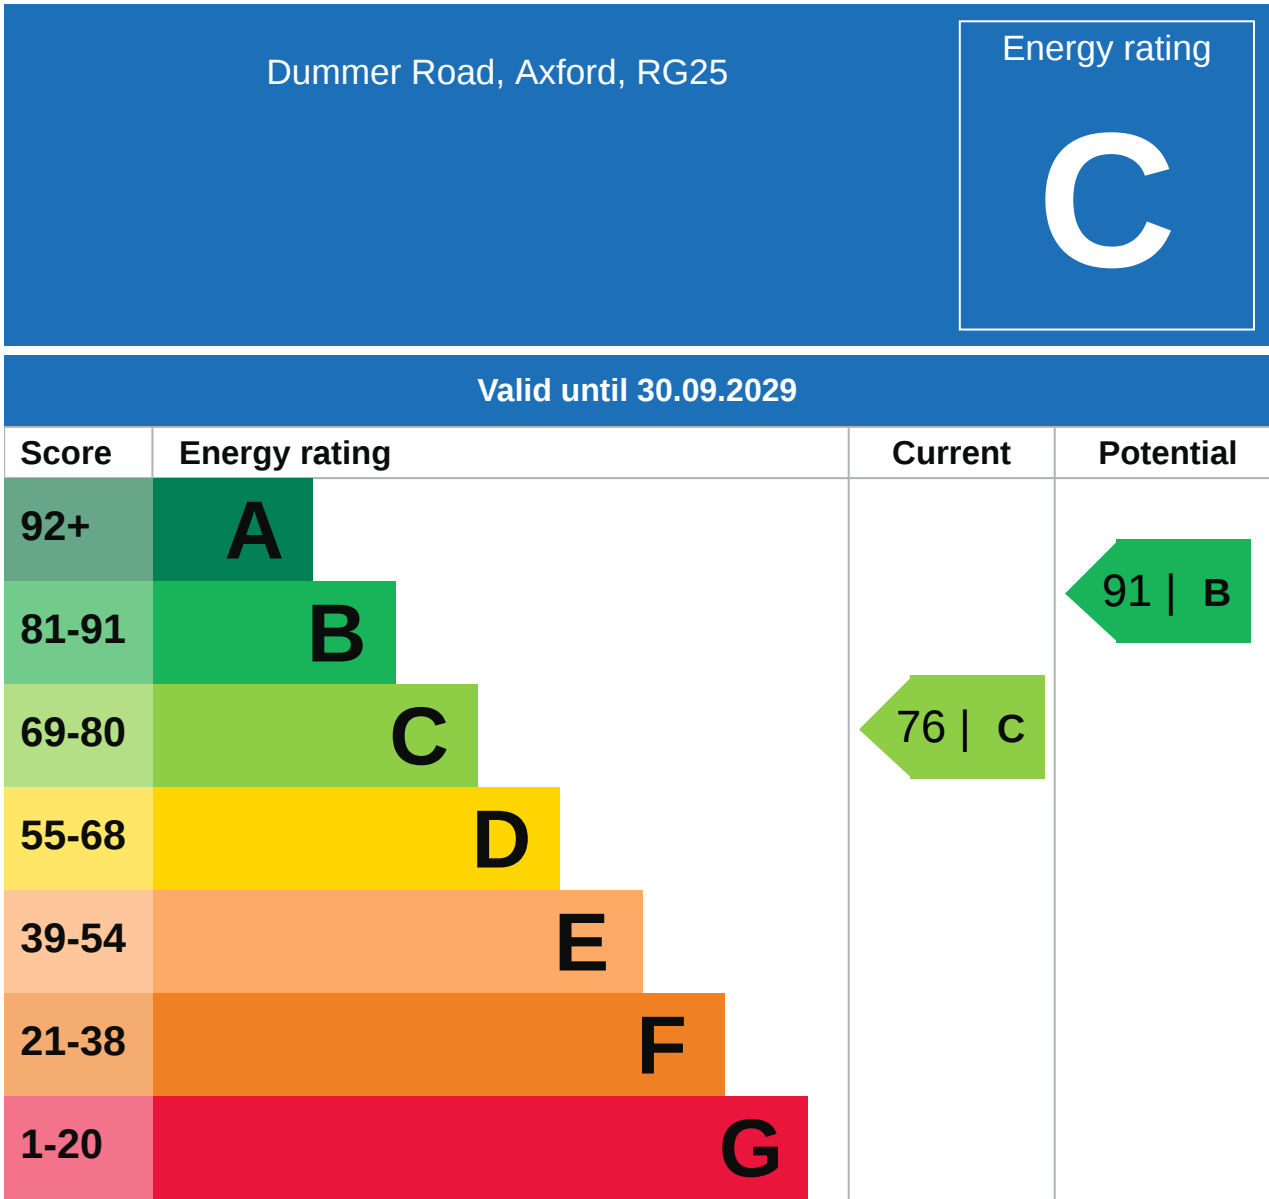 Dummer Road, Axford, RG25
Energy rating
C
Valid until 30.09.2029
Score Energy rating Current Potential
92+ A
81-91 B
91 | B
69-80 C
76 | C
55-68 D
39-54 E
21-38 F
1-20 G